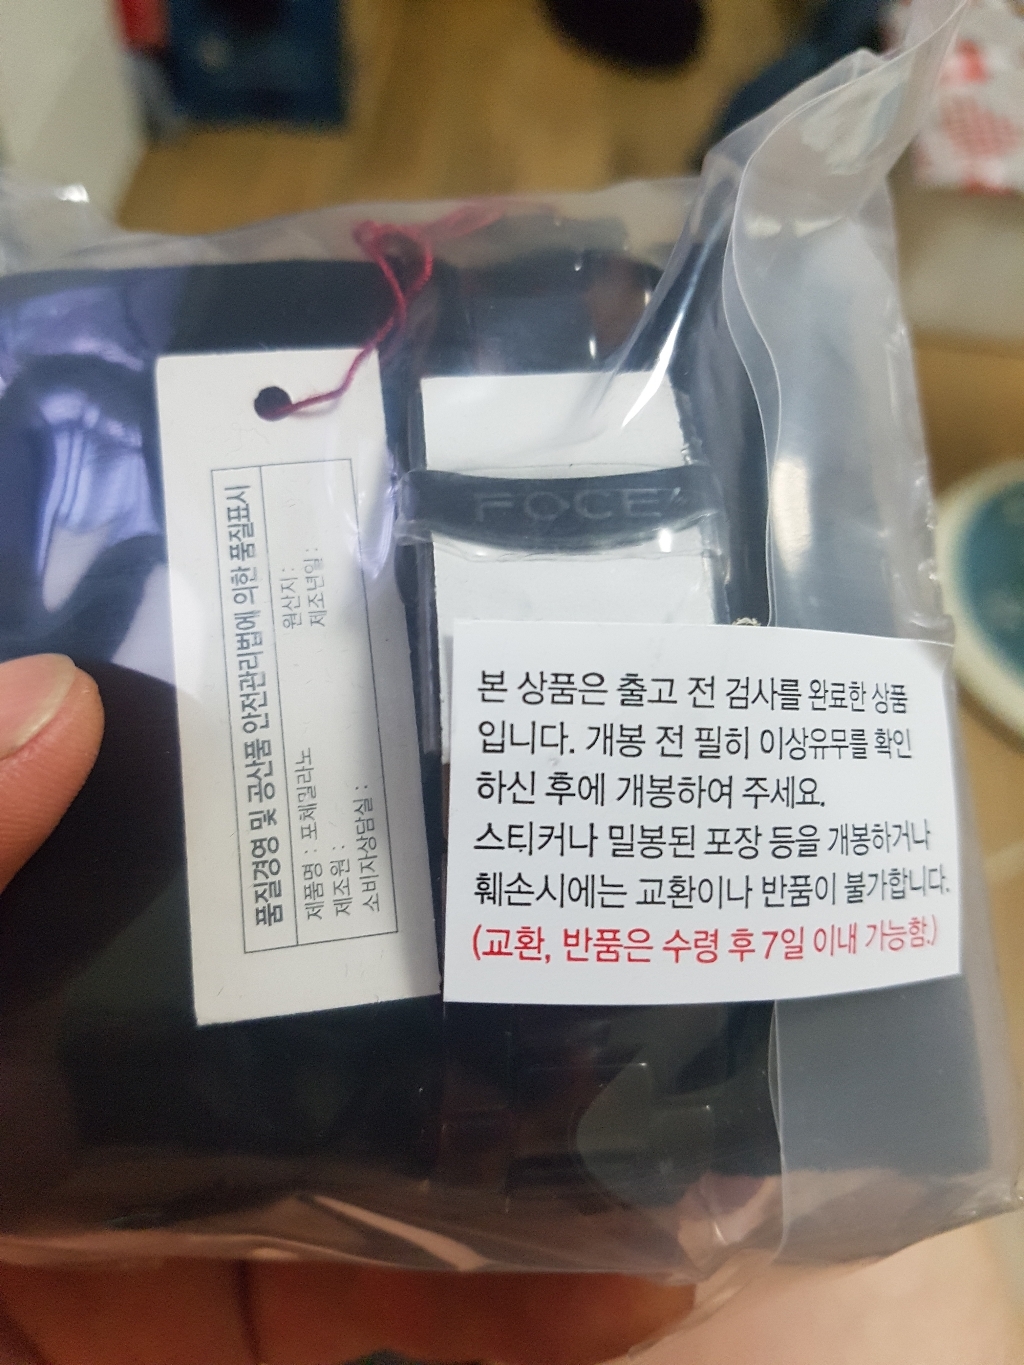 품질경영 및 공산품 안전관리법에 의한 품질표시
제품명 : 포체밀라노
원산지 :
제조원 :
제조년일 :
소비자상담실 :
FOCE
본 상품은 출고 전 검사를 완료한 상품
입니다. 개봉 전 필히 이상유무를 확인
하신 후에 개봉하여 주세요.
스티커나 밀봉된 포장 등을 개봉하거나
훼손시에는 교환이나 반품이 불가합니다.
(교환, 반품은 수령 후 7일 이내 가능함.)